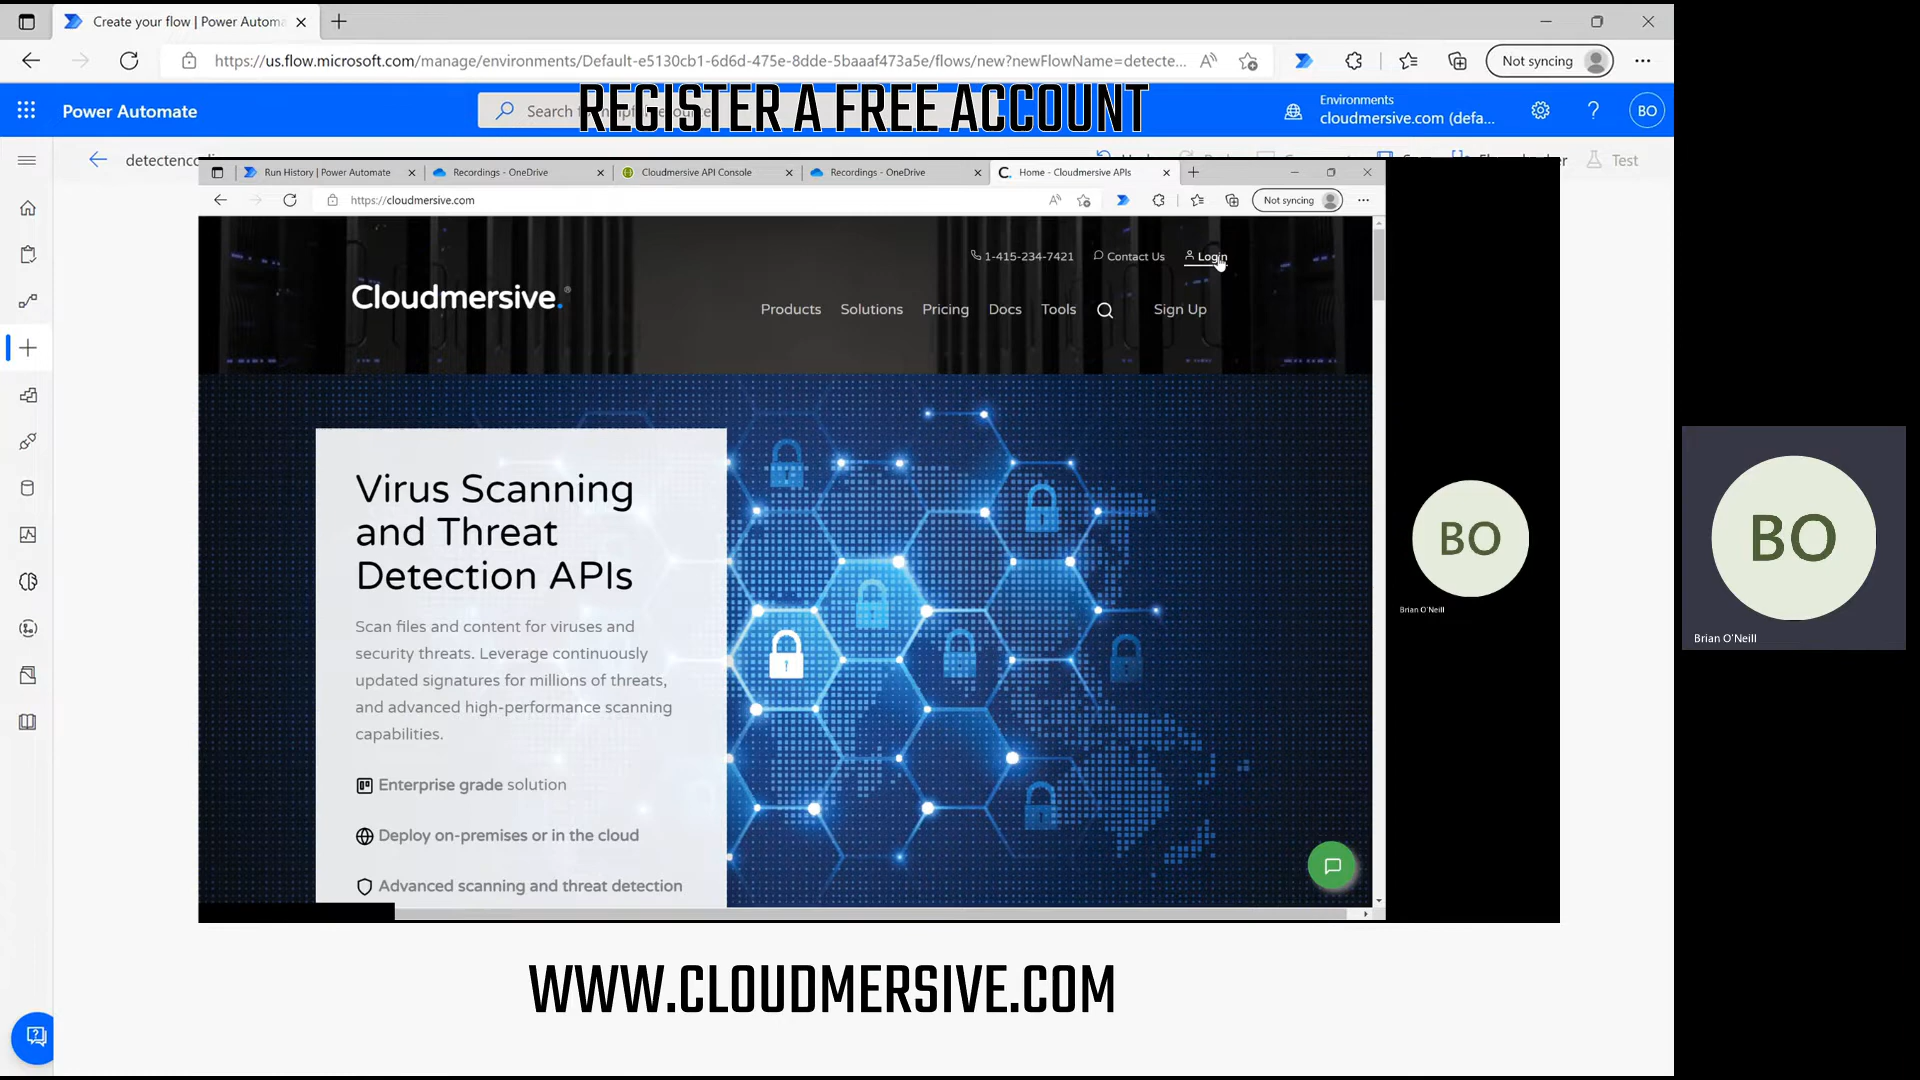 Create your flow | Power Autom
https://us.flow.microsoft.com/manage/environments/Default-e5130cb1-6d6d-475e-8dde-5baaaf473a5e/flows/new?newFlowName=detecte...
Not syncing
Power Automate
Search
REGISTER A FREE ACCOUNT
Environments
cloudmersive.com (defa...
BO
detectenc
Test
Run History | Power Automate
Recordings - OneDrive
Cloudmersive API Console
Recordings - OneDrive
Home - Cloudmersive APIs
https://cloudmersive.com
Not syncing
1-415-234-7421
Contact Us
Login
Cloudmersive.
Products
Solutions
Pricing
Docs
Tools
Sign Up
Virus Scanning
and Threat
Detection APIs
Scan files and content for viruses and
security threats. Leverage continuously
updated signatures for millions of threats,
and advanced high-performance scanning
capabilities.
Enterprise grade solution
Deploy on-premises or in the cloud
Advanced scanning and threat detection
BO
Brian O'Neill
BO
Brian O'Neill
WWW.CLOUDMERSIVE.COM